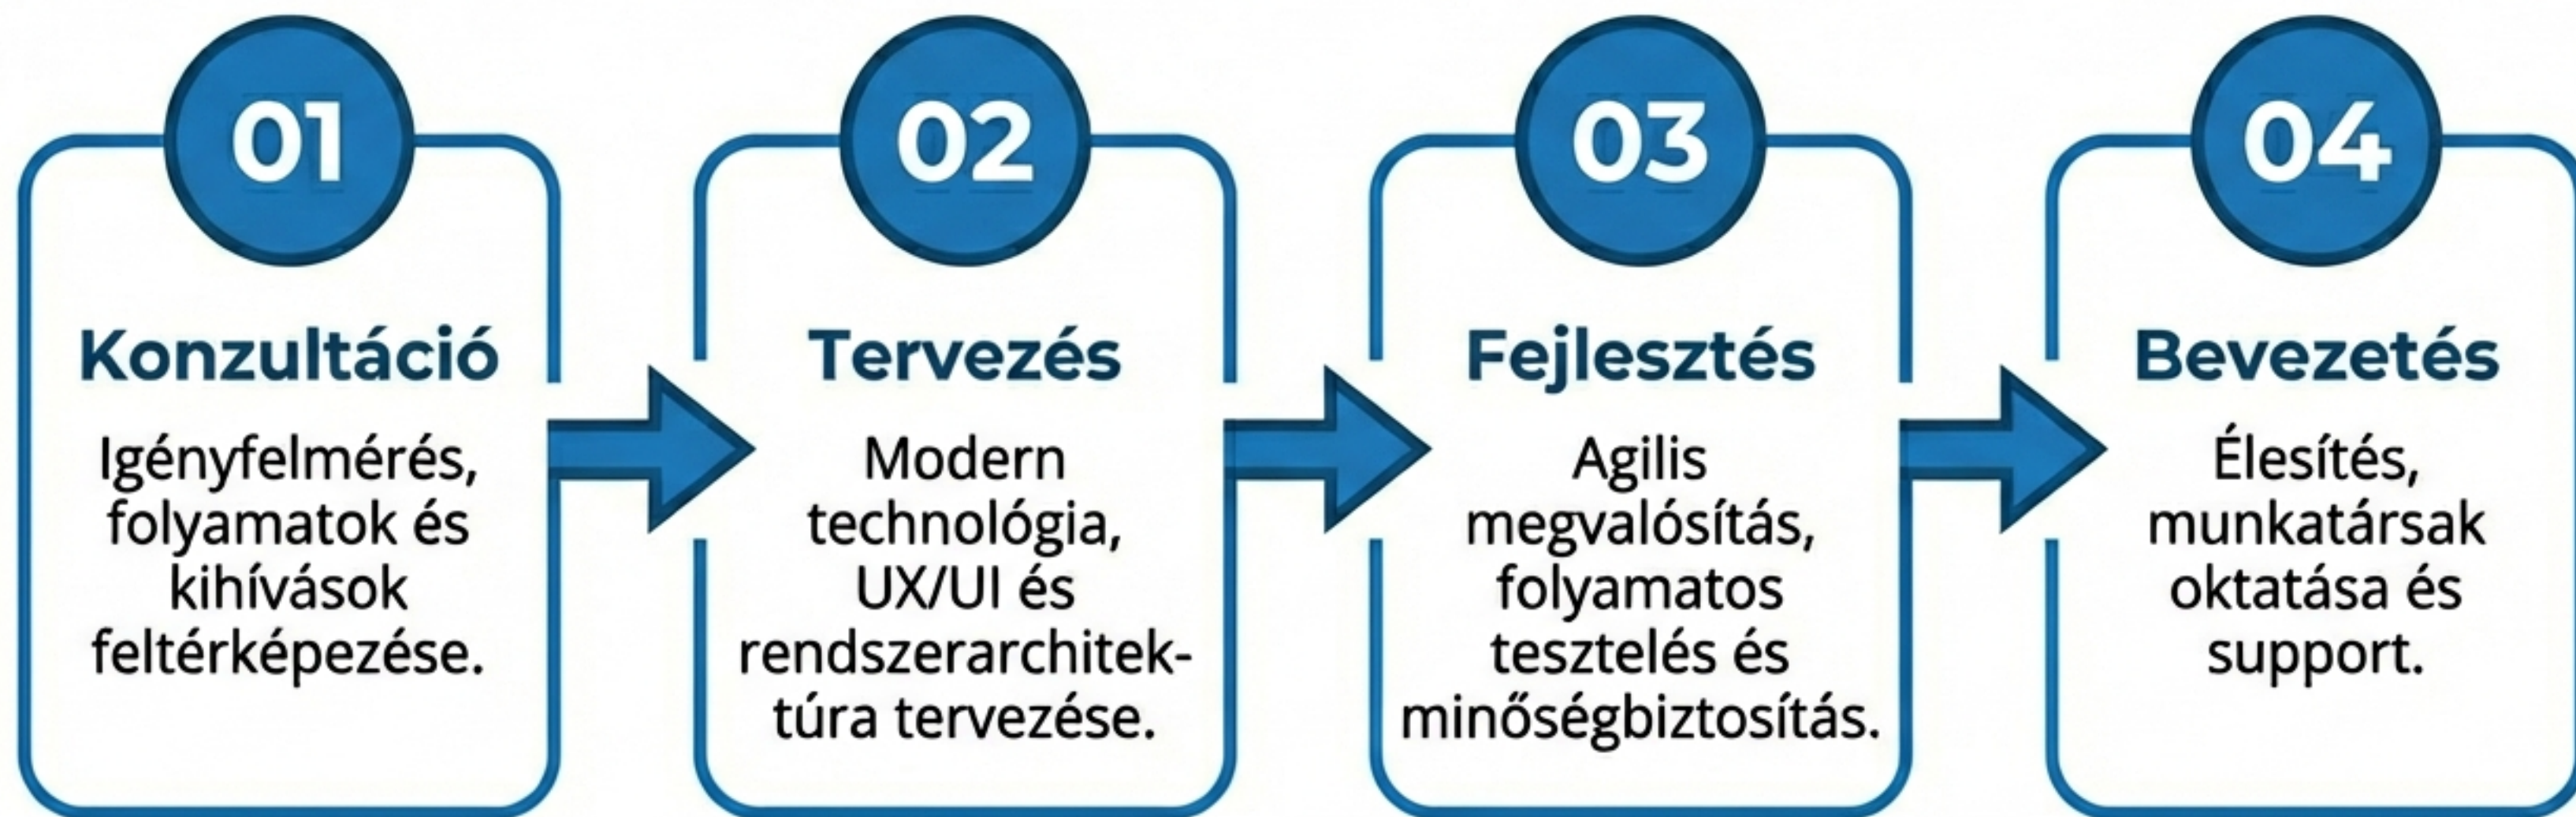 01
Konzultáció
Igényfelmérés,
folyamatok és
kihívások
feltérképezése.
02
Tervezés
Modern
technológia,
UX/UI és
rendszerarchitek-
túra tervezése.
03
Fejlesztés
Agilis
megvalósítás,
folyamatos
tesztelés és
minőségbiztosítás.
04
Bevezetés
Élesítés,
munkatársak
oktatása és
support.